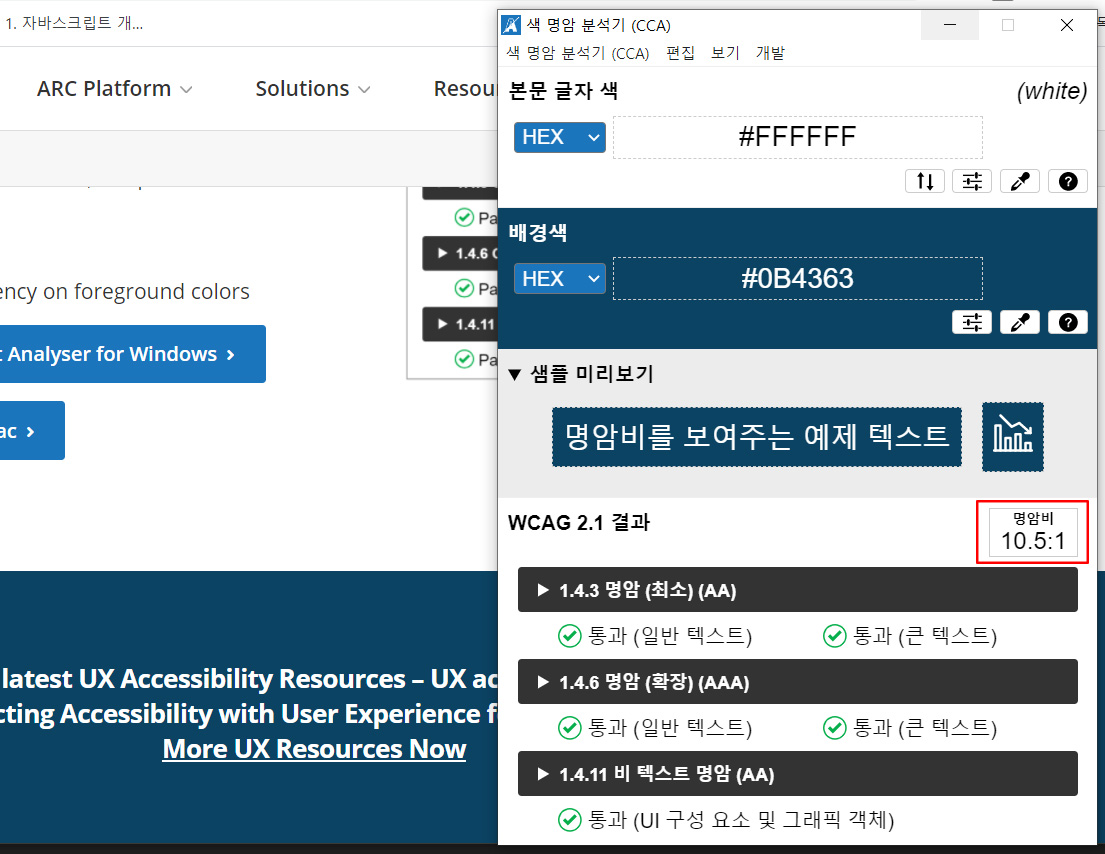 1. 자바스크립트 개...
ARC Platform
Solutions
Resou
Pa
1.4.6
Pa
1.4.11
Pa
ency on foreground colors
Analyser for Windows ›
ac ›
latest UX Accessibility Resources – UX
cting Accessibility with User Experience
More UX Resources Now
색 명암 분석기 (CCA)
색 명암 분석기 (CCA) 편집 보기 개발
본문 글자 색 (white)
HEX #FFFFFF
배경색
HEX #0B4363
▼ 샘플 미리보기
명암비를 보여주는 예제 텍스트
WCAG 2.1 결과
명암비
10.5:1
▶ 1.4.3 명암 (최소) (AA)
통과 (일반 텍스트) 통과 (큰 텍스트)
▶ 1.4.6 명암 (확장) (AAA)
통과 (일반 텍스트) 통과 (큰 텍스트)
▶ 1.4.11 비 텍스트 명암 (AA)
통과 (UI 구성 요소 및 그래픽 객체)